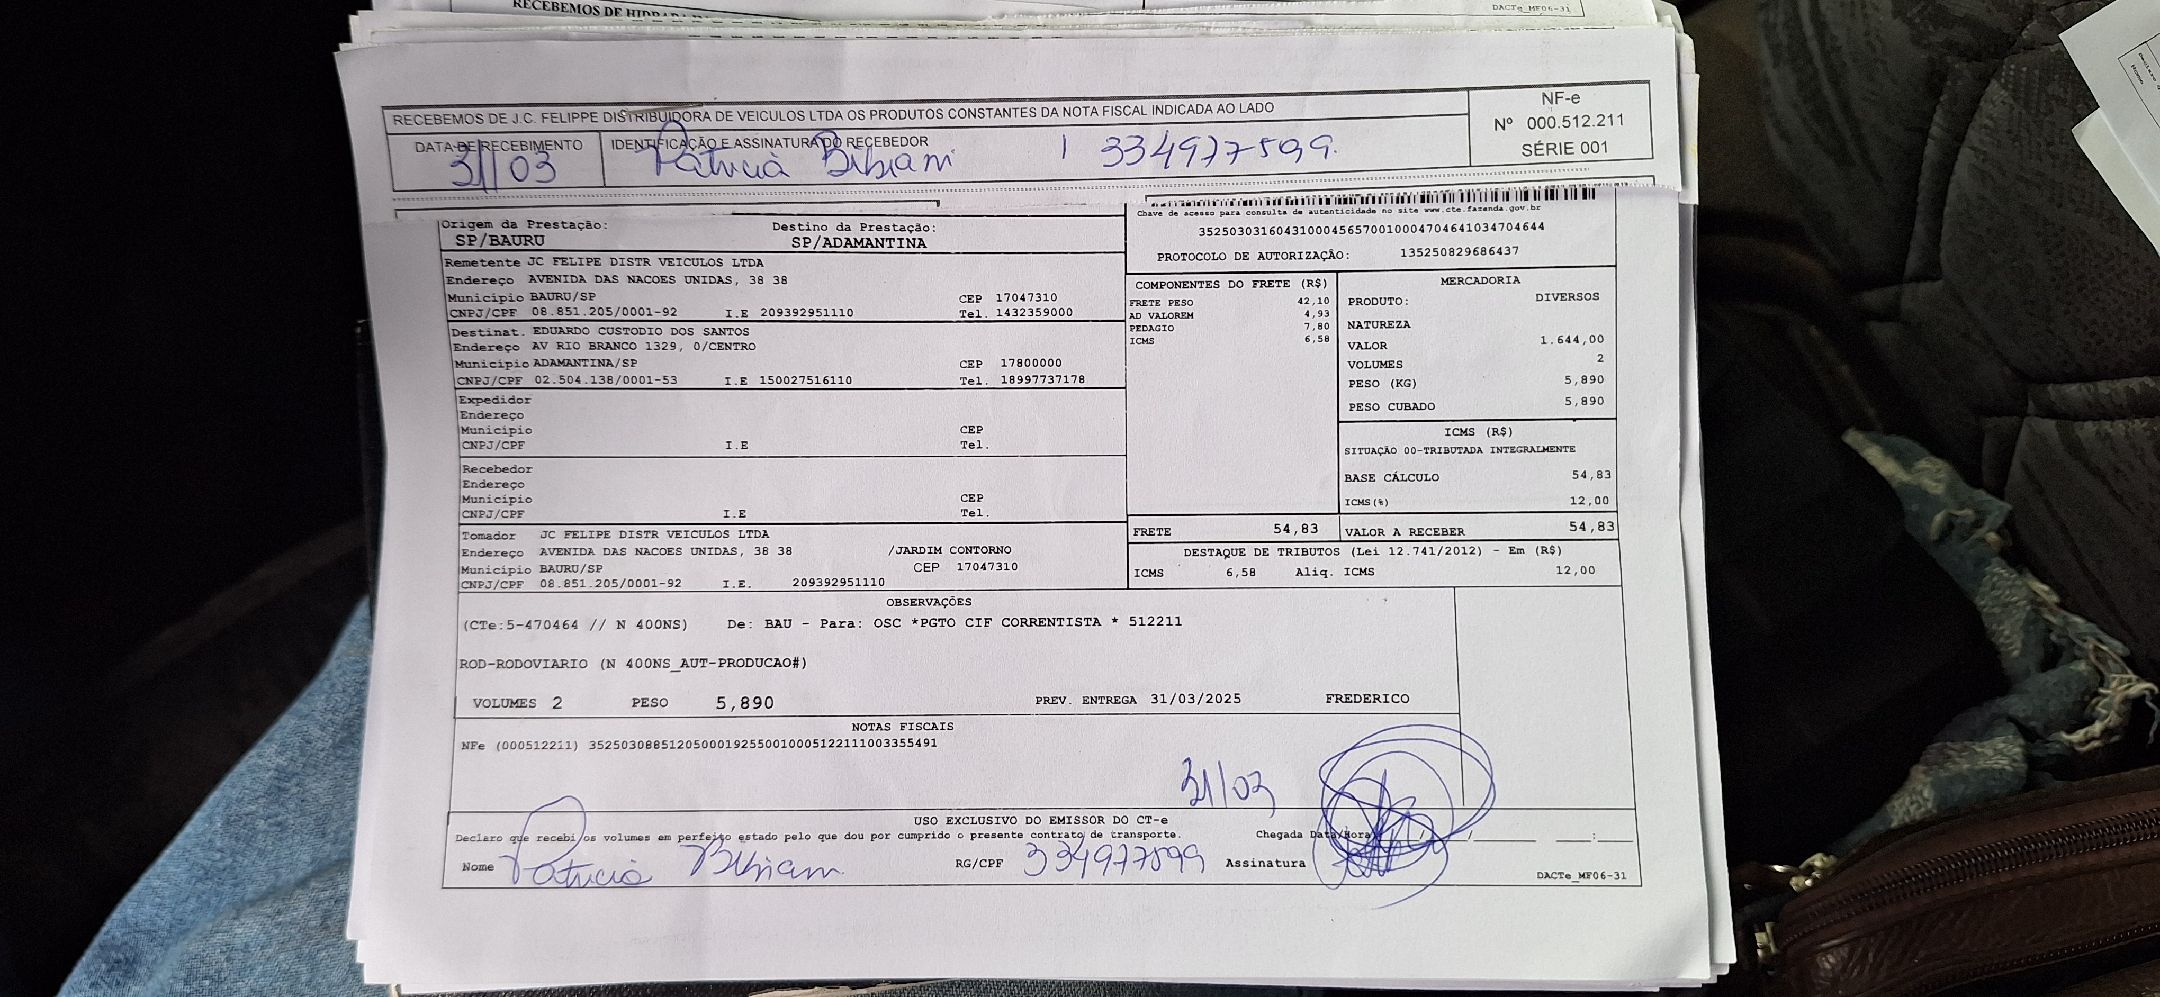 RECEBEMOS DE
DACTe_MF06-31
RECEBEMOS DE J.C. FELIPPE DISTRIBUIDORA DE VEICULOS LTDA OS PRODUTOS CONSTANTES DA NOTA FISCAL INDICADA AO LADO
NF-e
Nº 000.512.211
SÉRIE 001
DATA DE RECEBIMENTO
31/03
IDENTIFICAÇÃO E ASSINATURA DO RECEBEDOR
Patricia Bibiam 334977599
Origem da Prestação:
SP/BAURU
Destino da Prestação:
SP/ADAMANTINA
Chave de acesso para consulta de autenticidade no site www.cte.fazenda.gov.br
35250303160431000456570010004704641034704644
PROTOCOLO DE AUTORIZAÇÃO: 135250829686437
Remetente JC FELIPE DISTR VEICULOS LTDA
Endereço AVENIDA DAS NACOES UNIDAS, 38 38
Município BAURU/SP CEP 17047310
CNPJ/CPF 08.851.205/0001-92 I.E 209392951110 Tel. 1432359000
Destinat. EDUARDO CUSTODIO DOS SANTOS
Endereço AV RIO BRANCO 1329, 0/CENTRO
Município ADAMANTINA/SP CEP 17800000
CNPJ/CPF 02.504.138/0001-53 I.E 150027516110 Tel. 18997737178
Expedidor
Endereço
Município CEP
CNPJ/CPF I.E Tel.
Recebedor
Endereço
Município CEP
CNPJ/CPF I.E Tel.
Tomador JC FELIPE DISTR VEICULOS LTDA
Endereço AVENIDA DAS NACOES UNIDAS, 38 38 /JARDIM CONTORNO
Município BAURU/SP CEP 17047310
CNPJ/CPF 08.851.205/0001-92 I.E. 209392951110
COMPONENTES DO FRETE (R$)
FRETE PESO 42,10
AD VALOREM 4,93
PEDAGIO 7,80
ICMS 6,58
FRETE 54,83
MERCADORIA
PRODUTO: DIVERSOS
NATUREZA
VALOR 1.644,00
VOLUMES 2
PESO (KG) 5,890
PESO CUBADO 5,890
ICMS (R$)
SITUAÇÃO 00-TRIBUTADA INTEGRALMENTE
BASE CÁLCULO 54,83
ICMS(%) 12,00
VALOR A RECEBER 54,83
DESTAQUE DE TRIBUTOS (Lei 12.741/2012) - Em (R$)
ICMS 6,58 Aliq. ICMS 12,00
OBSERVAÇÕES
(CTe:5-470464 // N 400NS) De: BAU - Para: OSC *PGTO CIF CORRENTISTA * 512211
ROD-RODOVIARIO (N 400NS_AUT-PRODUCAO#)
VOLUMES 2 PESO 5,890 PREV. ENTREGA 31/03/2025 FREDERICO
NOTAS FISCAIS
NFe (000512211) 35250308851205000192550010005122111003355491
31/03
USO EXCLUSIVO DO EMISSOR DO CT-e
Declaro que recebi os volumes em perfeito estado pelo que dou por cumprido o presente contrato de transporte. Chegada Data/Hora
Nome Patricia Bibiam RG/CPF 334977599 Assinatura
DACTe_MF06-31